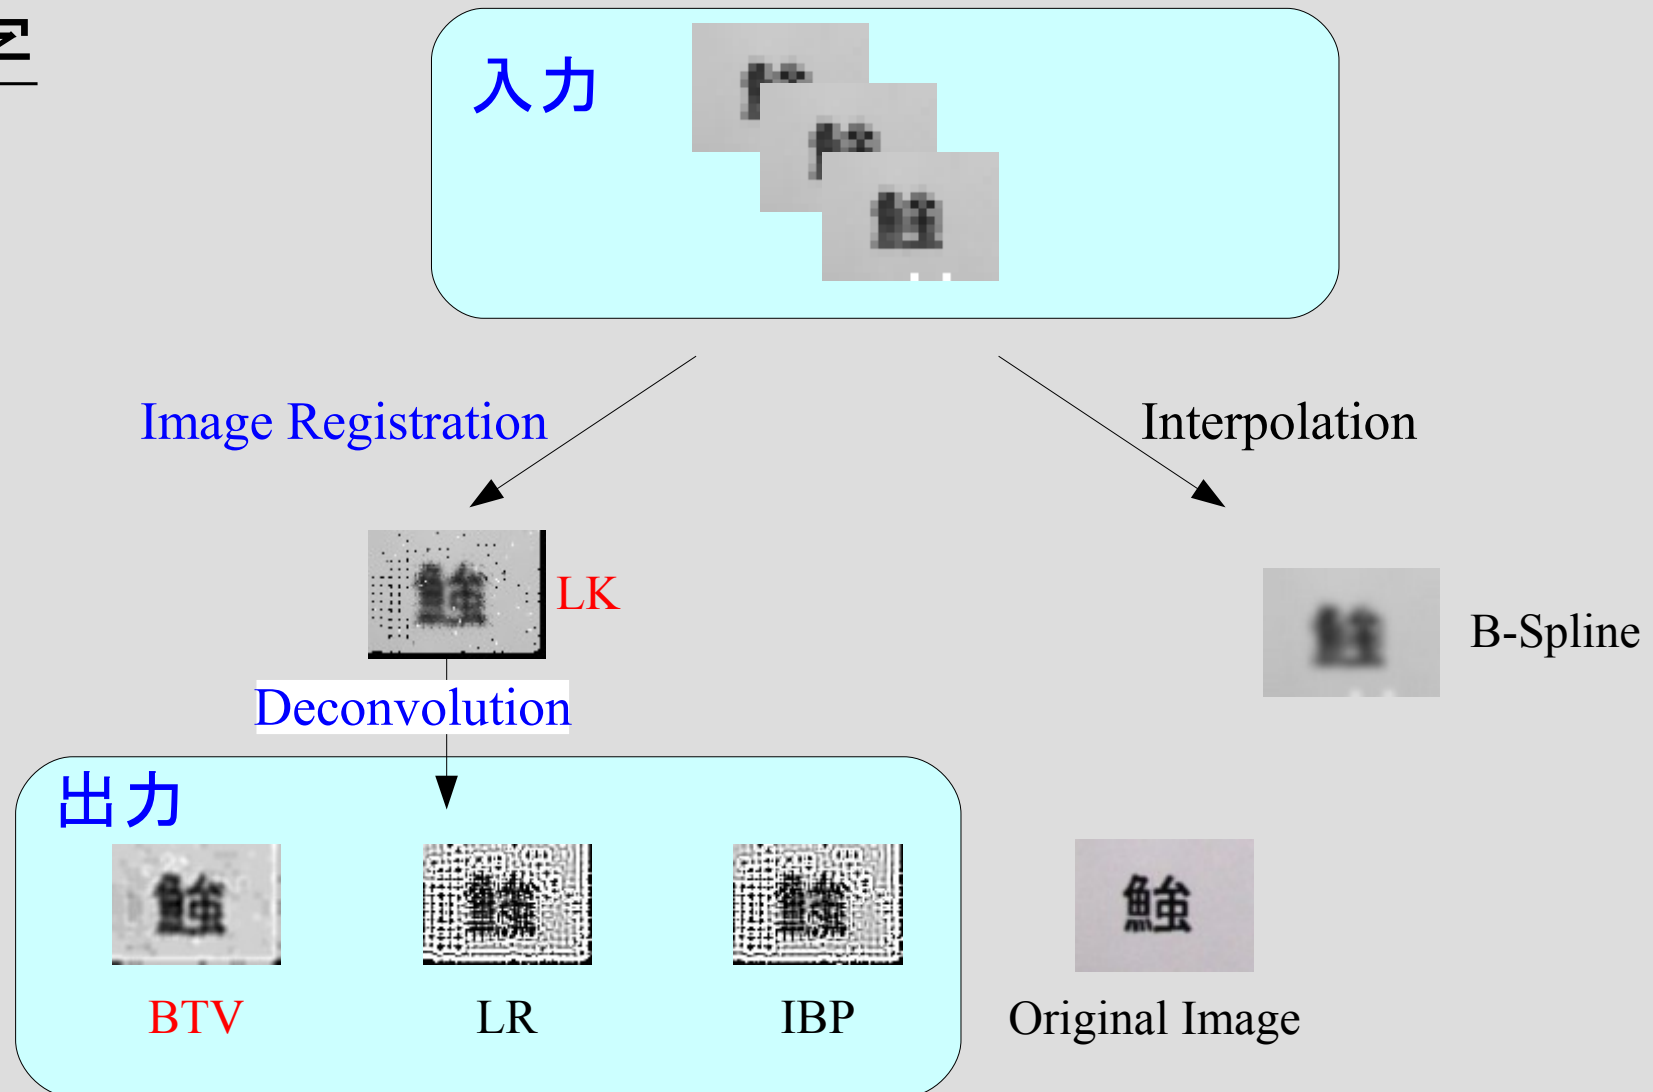 入力
Image Registration
Interpolation
LK
B-Spline
Deconvolution
出力
BTV
LR
IBP
Original Image